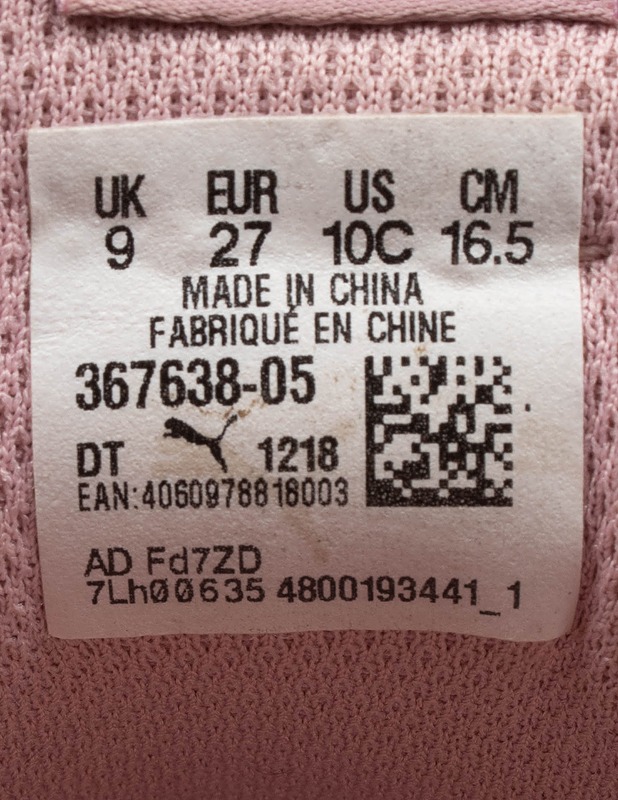 UK EUR US CM
9 27 10C 16.5
MADE IN CHINA
FABRIQUÉ EN CHINE
367638-05
DT 1218
EAN:4060978818003
AD Fd7ZD
7Lh00635 4800193441_1